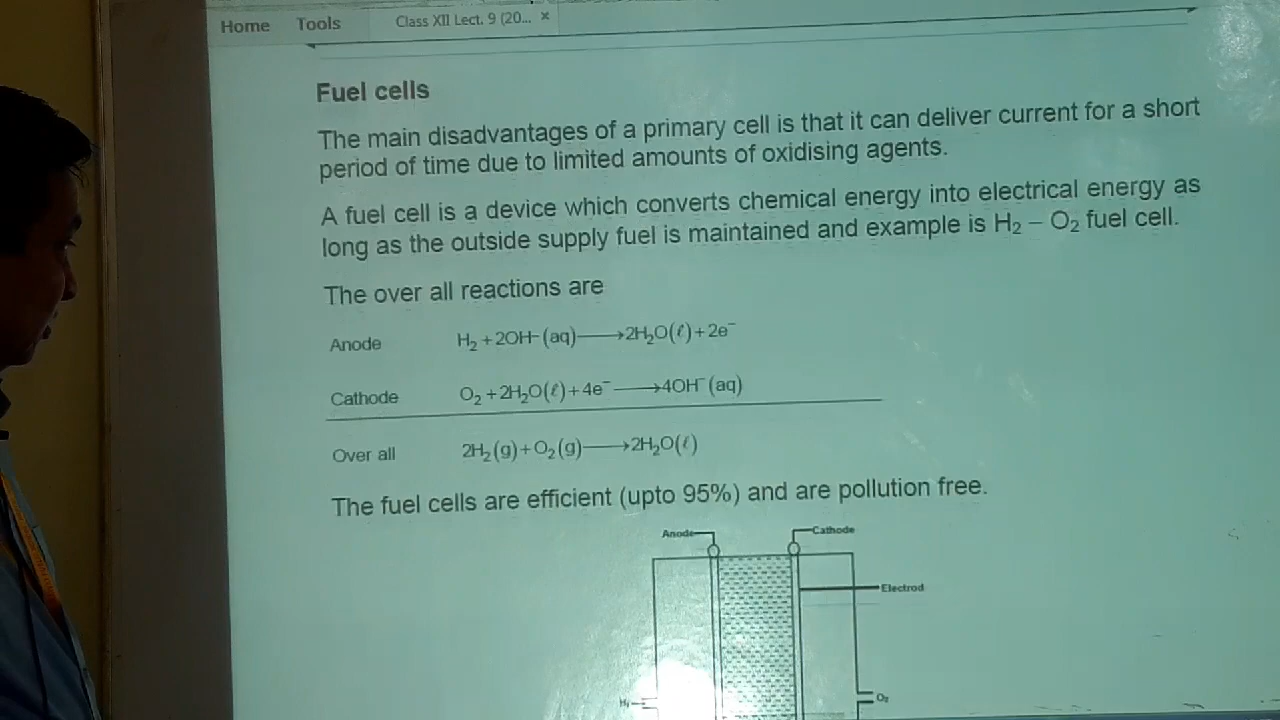 Home Tools Class XII Lect. 9 (20... ×
Fuel cells
The main disadvantages of a primary cell is that it can deliver current for a short
period of time due to limited amounts of oxidising agents.
A fuel cell is a device which converts chemical energy into electrical energy as
long as the outside supply fuel is maintained and example is H₂ – O₂ fuel cell.
The over all reactions are
Anode H₂ + 2OH⁻(aq) ⟶ 2H₂O(ℓ) + 2e⁻
Cathode O₂ + 2H₂O(ℓ) + 4e⁻ ⟶ 4OH⁻(aq)
Over all 2H₂(g) + O₂(g) ⟶ 2H₂O(ℓ)
The fuel cells are efficient (upto 95%) and are pollution free.
Anode Cathode
Electrod
H₂ O₂